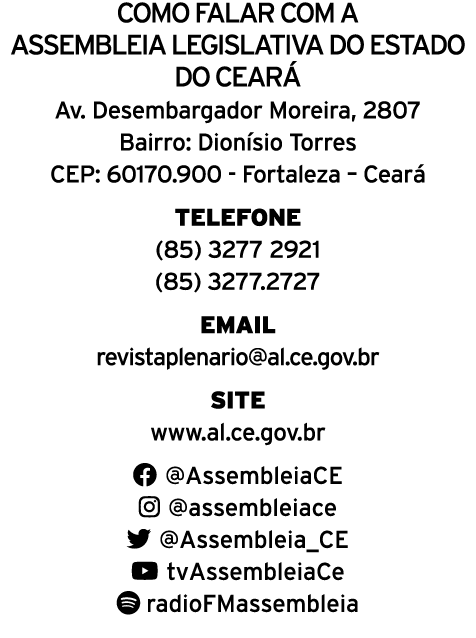 COMO FALAR COM A
ASSEMBLEIA LEGISLATIVA DO ESTADO
DO CEARÁ
Av. Desembargador Moreira, 2807
Bairro: Dionísio Torres
CEP: 60170.900 - Fortaleza – Ceará
TELEFONE
(85) 3277 2921
(85) 3277.2727
EMAIL
revistaplenario@al.ce.gov.br
SITE
www.al.ce.gov.br
@AssembleiaCE
@assembleiace
@Assembleia_CE
tvAssembleiaCe
radioFMassembleia